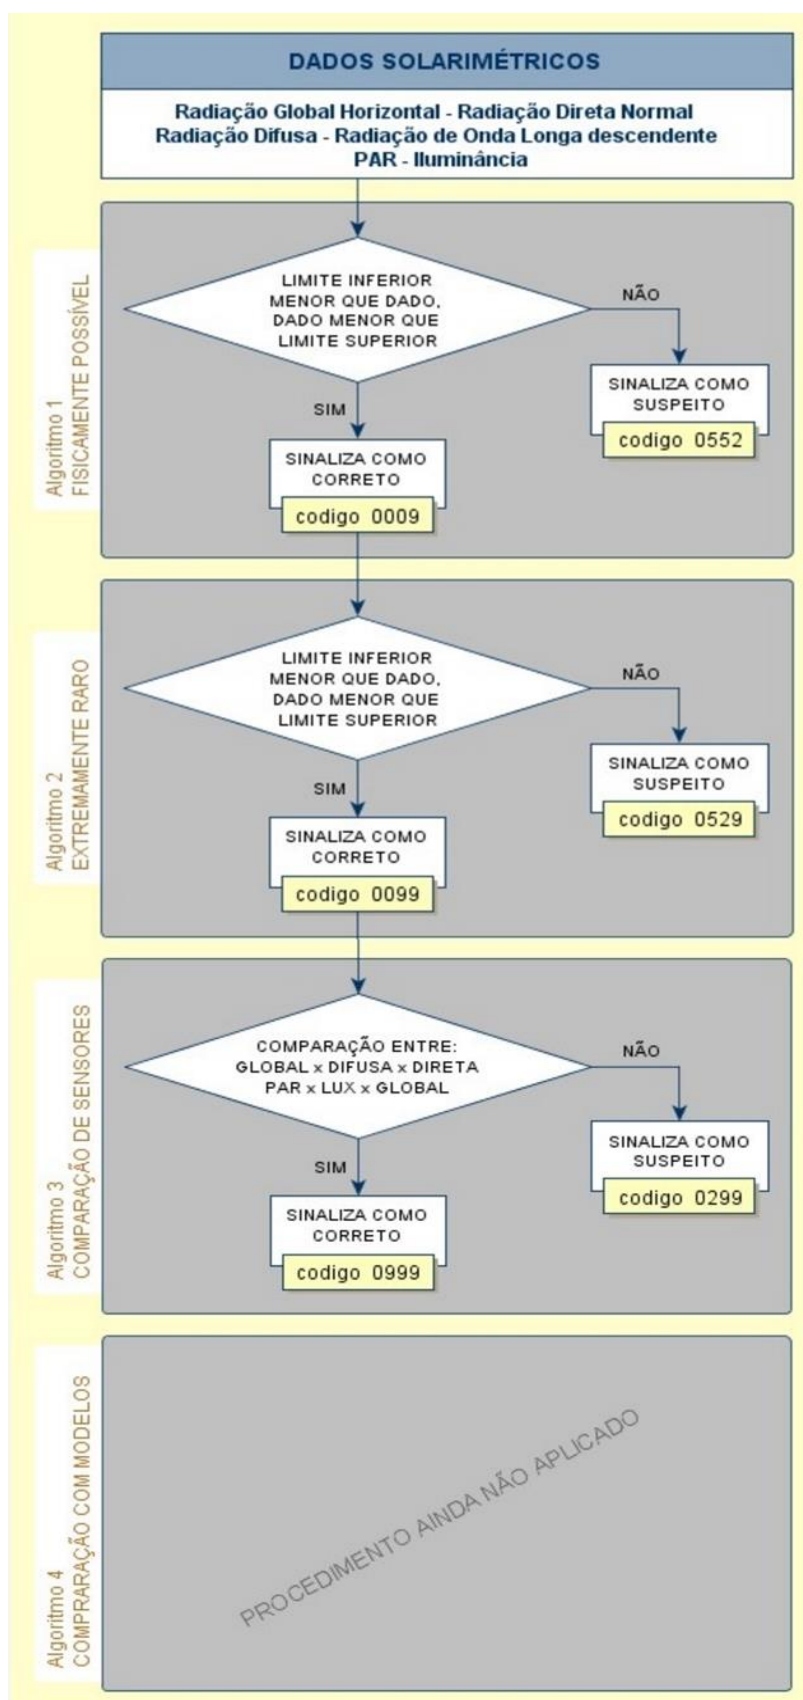 DADOS SOLARIMÉTRICOS
Radiação Global Horizontal - Radiação Direta Normal
Radiação Difusa - Radiação de Onda Longa descendente
PAR - Iluminância
Algoritmo 1
FISICAMENTE POSSÍVEL
LIMITE INFERIOR
MENOR QUE DADO,
DADO MENOR QUE
LIMITE SUPERIOR
NÃO
SINALIZA COMO
SUSPEITO
codigo 0552
SIM
SINALIZA COMO
CORRETO
codigo 0009
Algoritmo 2
EXTREMAMENTE RARO
LIMITE INFERIOR
MENOR QUE DADO,
DADO MENOR QUE
LIMITE SUPERIOR
NÃO
SINALIZA COMO
SUSPEITO
codigo 0529
SIM
SINALIZA COMO
CORRETO
codigo 0099
Algoritmo 3
COMPARAÇÃO DE SENSORES
COMPARAÇÃO ENTRE:
GLOBAL x DIFUSA x DIRETA
PAR x LUX x GLOBAL
NÃO
SINALIZA COMO
SUSPEITO
codigo 0299
SIM
SINALIZA COMO
CORRETO
codigo 0999
Algoritmo 4
COMPRARAÇÃO COM MODELOS
PROCEDIMENTO AINDA NÃO APLICADO